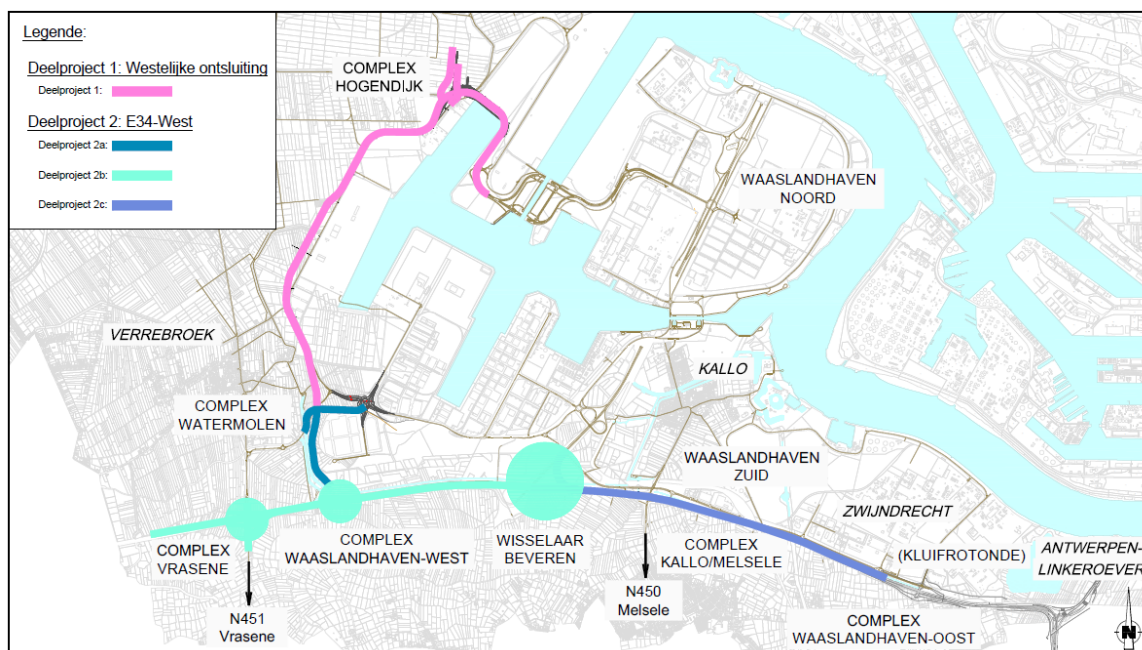 Legende:
Deelproject 1: Westelijke ontsluiting
Deelproject 1:
Deelproject 2: E34-West
Deelproject 2a:
Deelproject 2b:
Deelproject 2c:
COMPLEX
HOGENDIJK
WAASLANDHAVEN
NOORD
VERREBROEK
KALLO
COMPLEX
WATERMOLEN
WAASLANDHAVEN
ZUID
ZWIJNDRECHT
COMPLEX
VRASENE
COMPLEX
WAASLANDHAVEN-WEST
WISSELAAR
BEVEREN
COMPLEX
KALLO/MELSELE
(KLUIFROTONDE)
ANTWERPEN-
LINKEROEVER
N451
Vrasene
N450
Melsele
COMPLEX
WAASLANDHAVEN-OOST
N